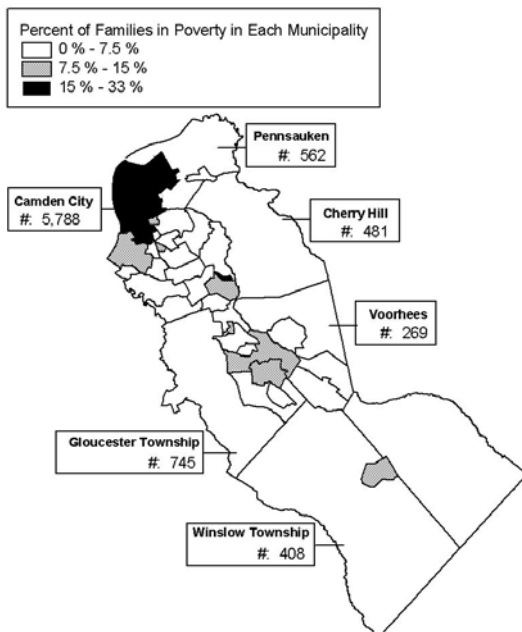 Percent of Families in Poverty in Each Municipality
0 % - 7.5 %
7.5 % - 15 %
15 % - 33 %
Pennsauken
#: 562
Camden City
#: 5,788
Cherry Hill
#: 481
Voorhees
#: 269
Gloucester Township
#: 745
Winslow Township
#: 408